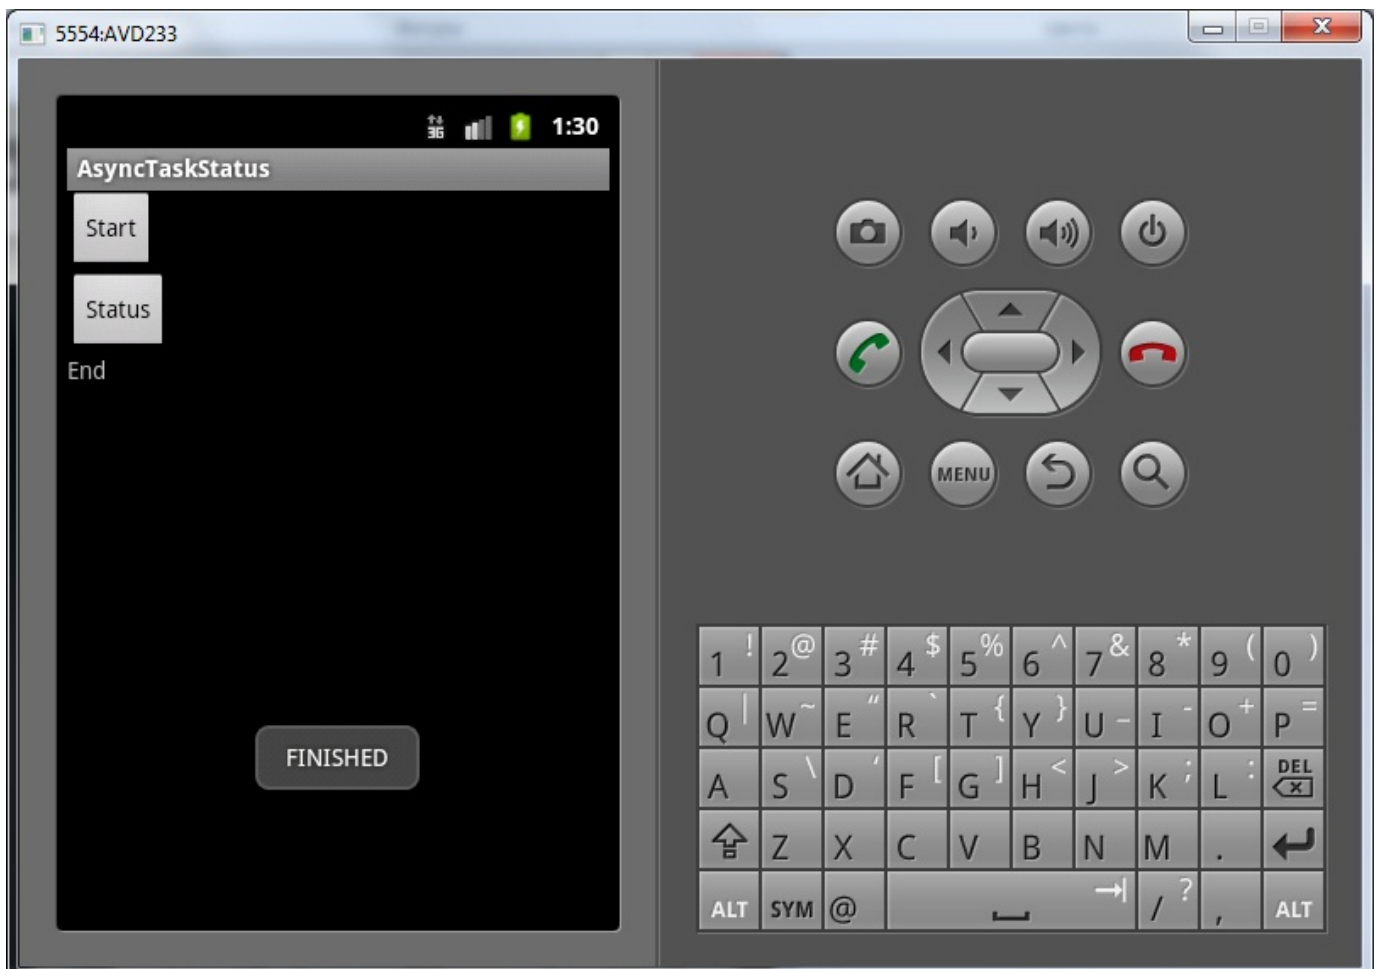 5554:AVD233
3G 1:30
AsyncTaskStatus
Start
Status
End
FINISHED
MENU
1 ! 2 @ 3 # 4 $ 5 % 6 ^ 7 & 8 * 9 ( 0 )
Q | W ~ E " R ` T { Y } U _ I - O + P =
A S \ D ' F [ G ] H < J > K ; L : DEL
Z X C V B N M .
ALT SYM @ / ? , ALT